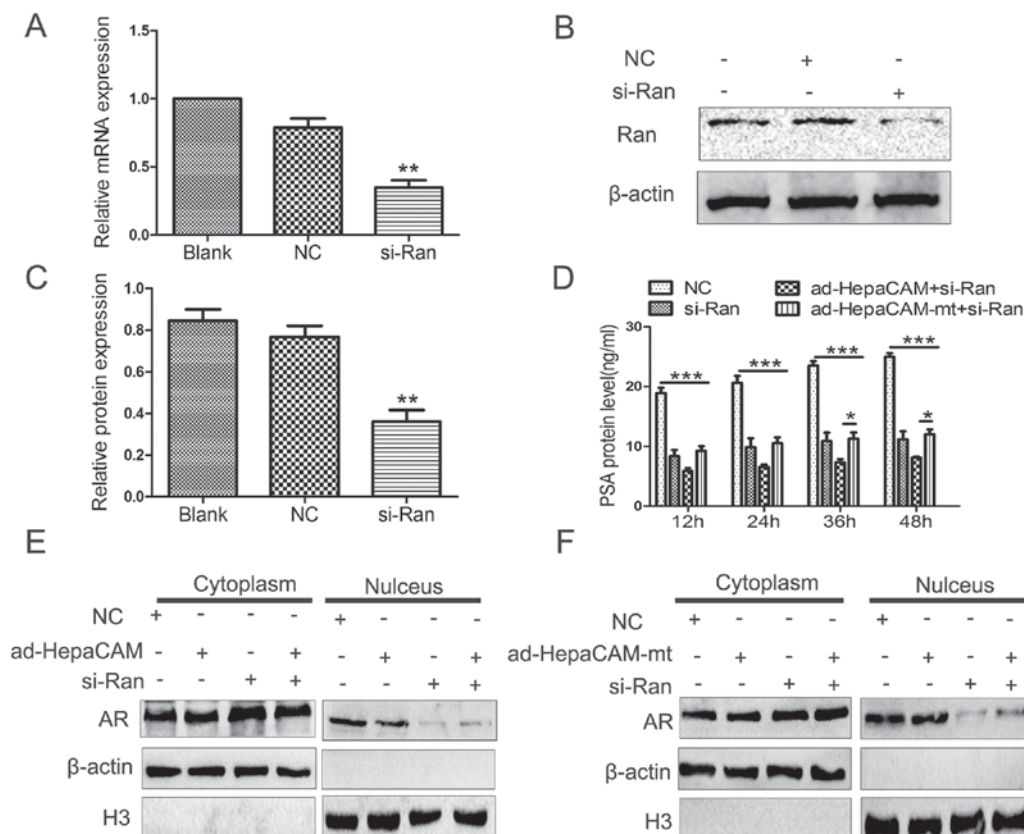 A
Relative mRNA expression
1.5
1.0
0.5
0.0
**
Blank NC si-Ran
B
NC - + -
si-Ran - - +
Ran
β-actin
C
Relative protein expression
1.0
0.8
0.6
0.4
0.2
0.0
**
Blank NC si-Ran
D
NC ad-HepaCAM+si-Ran
si-Ran ad-HepaCAM-mt+si-Ran
PSA protein level(ng/ml)
30
20
10
0
*** *** *** ***
* *
12h 24h 36h 48h
E
Cytoplasm Nulceus
NC + - - - + - - -
ad-HepaCAM - + - + - + - +
si-Ran - - + + - - + +
AR
β-actin
H3
F
Cytoplasm Nulceus
NC + - - - + - - -
ad-HepaCAM-mt - + - + - + - +
si-Ran - - + + - - + +
AR
β-actin
H3